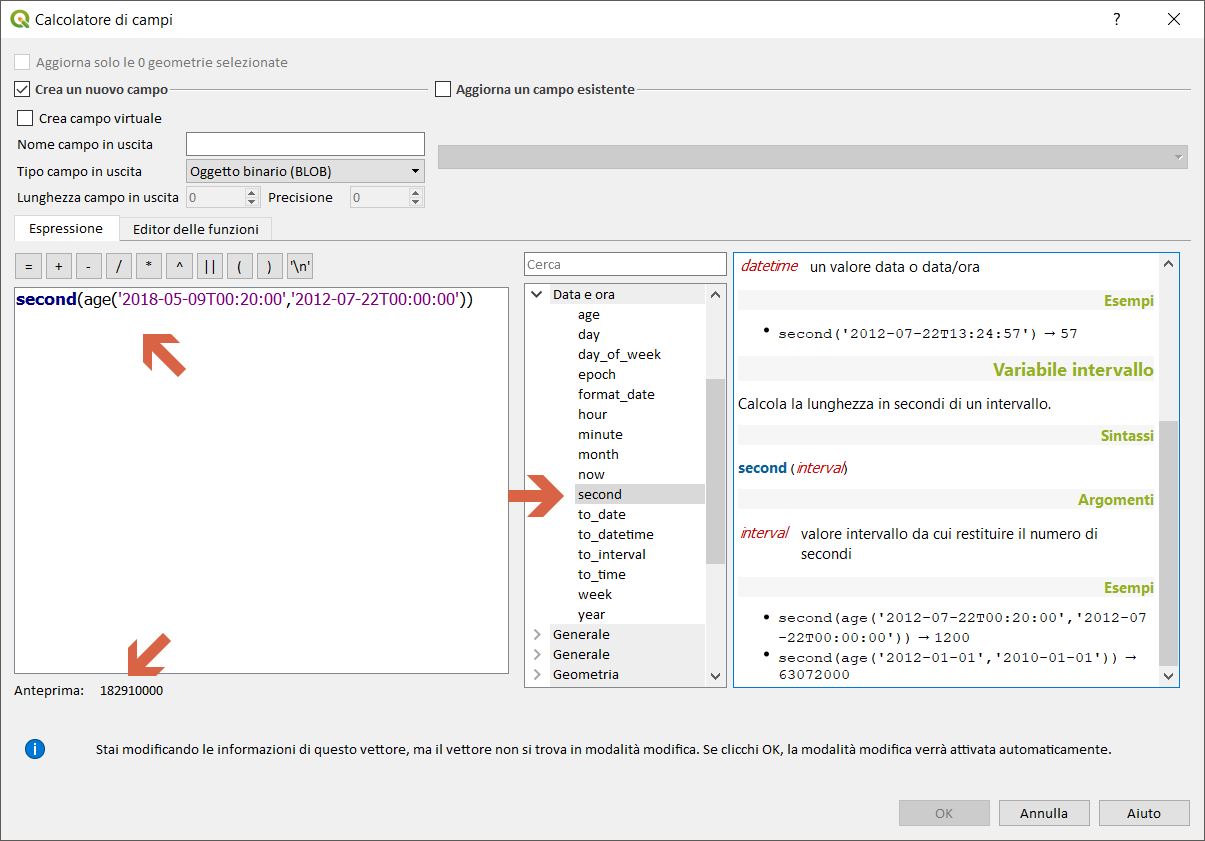 Calcolatore di campi
?
Aggiorna solo le 0 geometrie selezionate
Crea un nuovo campo
Aggiorna un campo esistente
Crea campo virtuale
Nome campo in uscita
Tipo campo in uscita
Oggetto binario (BLOB)
Lunghezza campo in uscita
0
Precisione
0
Espressione
Editor delle funzioni
= + - / * ^ || ( ) '\n'
second(age('2018-05-09T00:20:00','2012-07-22T00:00:00'))
Anteprima: 182910000
Cerca
Data e ora
age
day
day_of_week
epoch
format_date
hour
minute
month
now
second
to_date
to_datetime
to_interval
to_time
week
year
Generale
Generale
Geometria
datetime un valore data o data/ora
Esempi
• second('2012-07-22T13:24:57') → 57
Variabile intervallo
Calcola la lunghezza in secondi di un intervallo.
Sintassi
second (interval)
Argomenti
interval valore intervallo da cui restituire il numero di
secondi
Esempi
• second(age('2012-07-22T00:20:00','2012-07
-22T00:00:00')) → 1200
• second(age('2012-01-01','2010-01-01')) →
63072000
i
Stai modificando le informazioni di questo vettore, ma il vettore non si trova in modalità modifica. Se clicchi OK, la modalità modifica verrà attivata automaticamente.
OK
Annulla
Aiuto